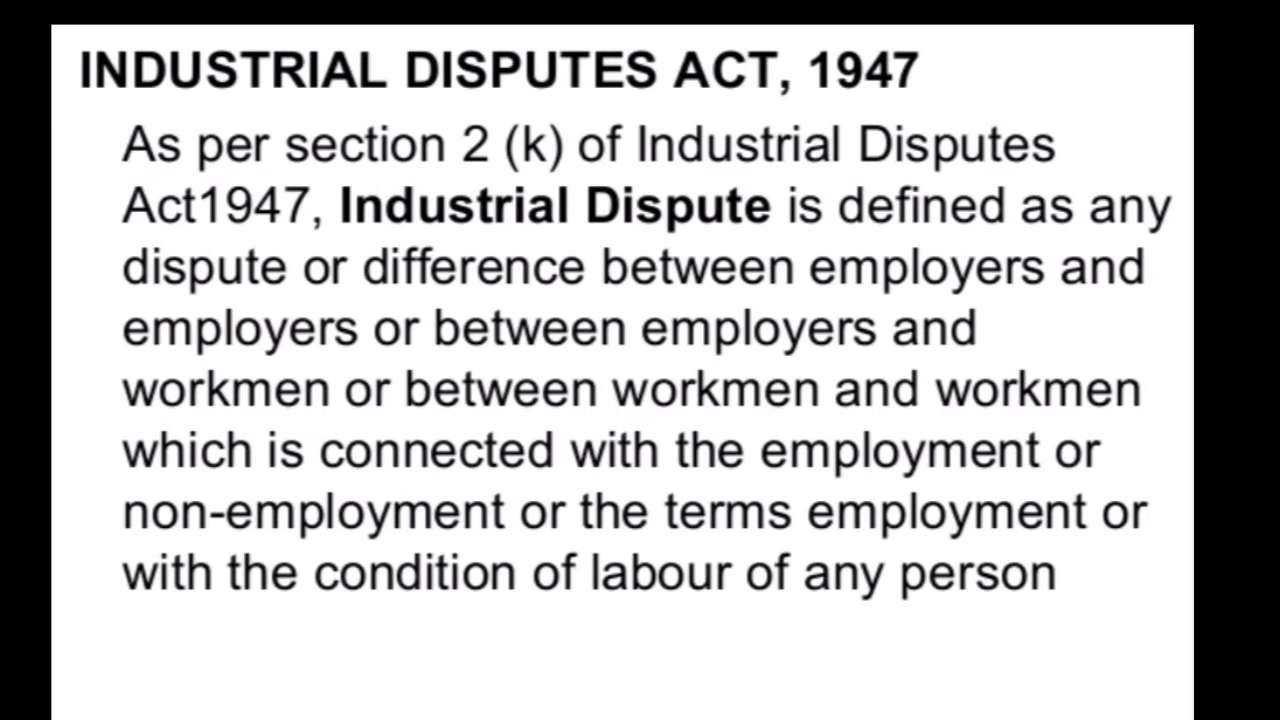 INDUSTRIAL DISPUTES ACT, 1947
As per section 2 (k) of Industrial Disputes
Act1947, Industrial Dispute is defined as any
dispute or difference between employers and
employers or between employers and
workmen or between workmen and workmen
which is connected with the employment or
non-employment or the terms employment or
with the condition of labour of any person